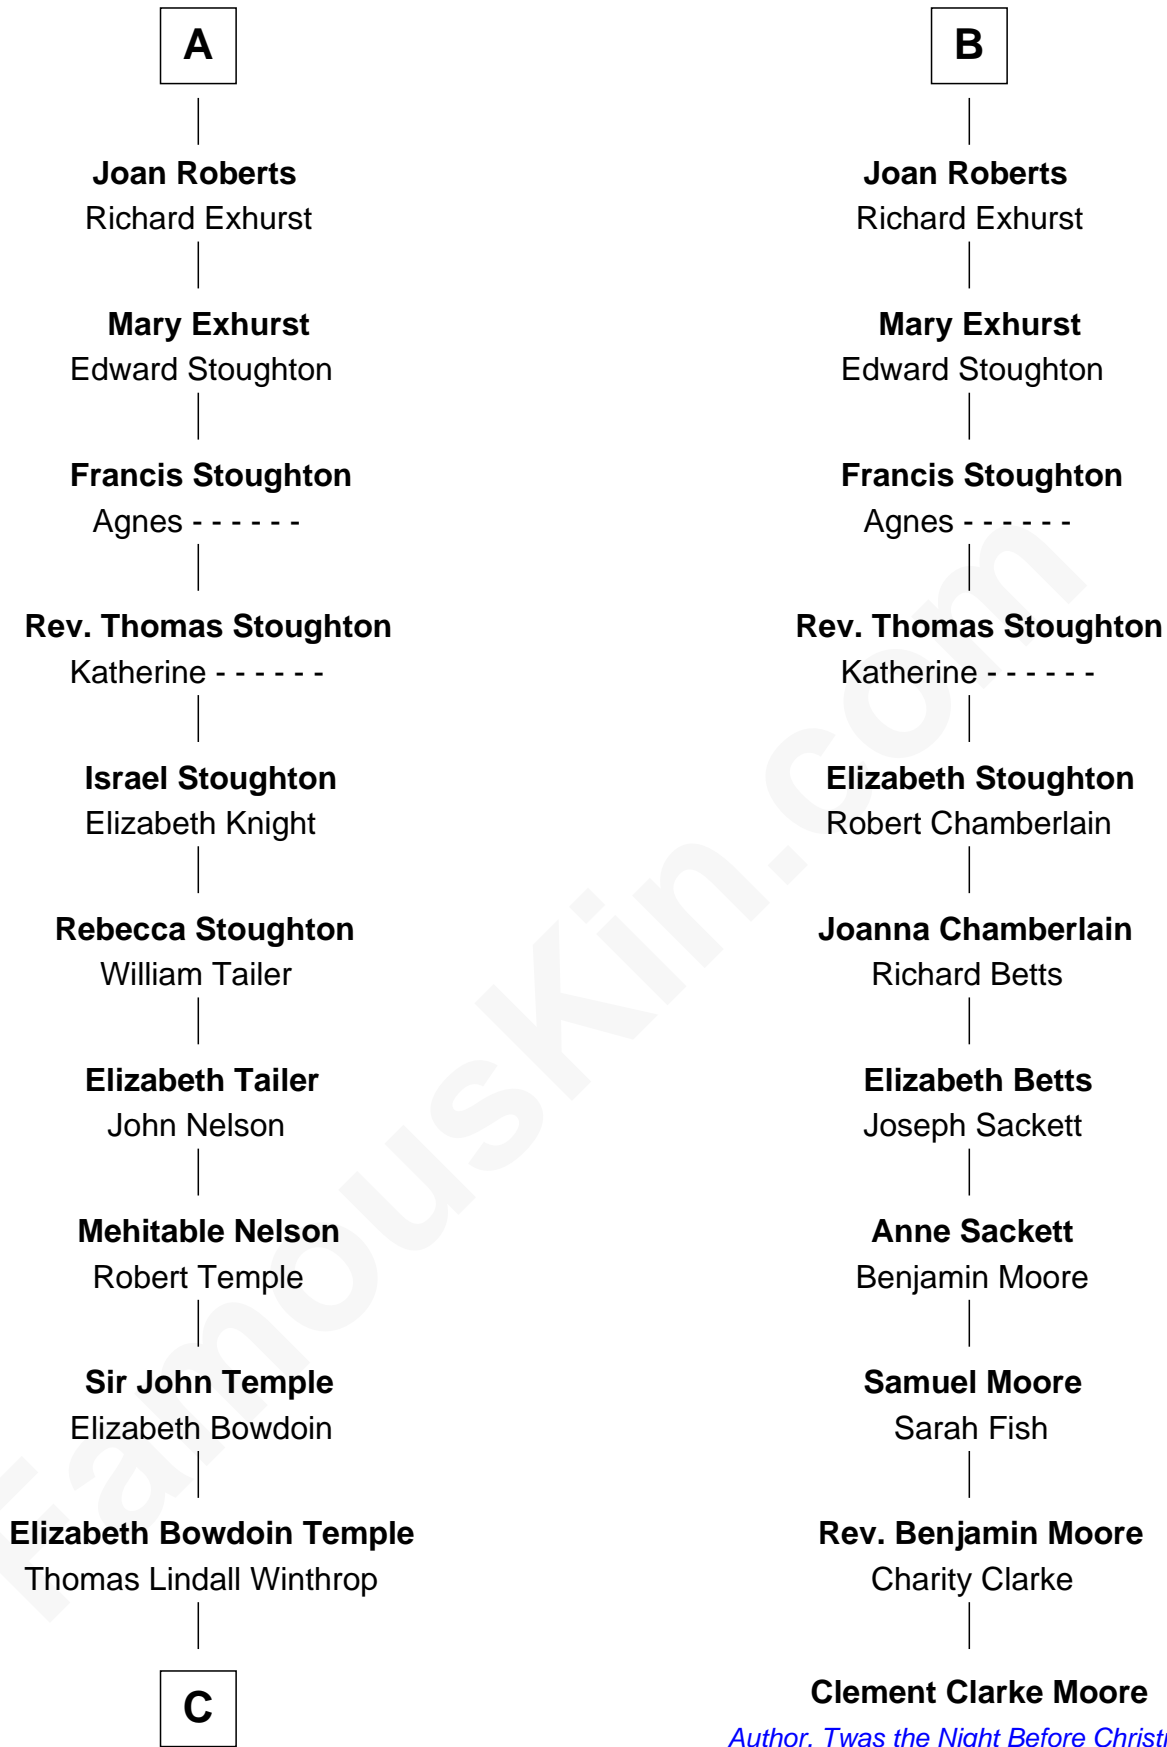 A
Joan Roberts
Richard Exhurst
Mary Exhurst
Edward Stoughton
Francis Stoughton
Agnes - - - - - -
Rev. Thomas Stoughton
Katherine - - - - - -
Israel Stoughton
Elizabeth Knight
Rebecca Stoughton
William Tailer
Elizabeth Tailer
John Nelson
Mehitable Nelson
Robert Temple
Sir John Temple
Elizabeth Bowdoin
Elizabeth Bowdoin Temple
Thomas Lindall Winthrop
C
B
Joan Roberts
Richard Exhurst
Mary Exhurst
Edward Stoughton
Francis Stoughton
Agnes - - - - - -
Rev. Thomas Stoughton
Katherine - - - - - -
Elizabeth Stoughton
Robert Chamberlain
Joanna Chamberlain
Richard Betts
Elizabeth Betts
Joseph Sackett
Anne Sackett
Benjamin Moore
Samuel Moore
Sarah Fish
Rev. Benjamin Moore
Charity Clarke
Clement Clarke Moore
Author, Twas the Night Before
FamousKin.com